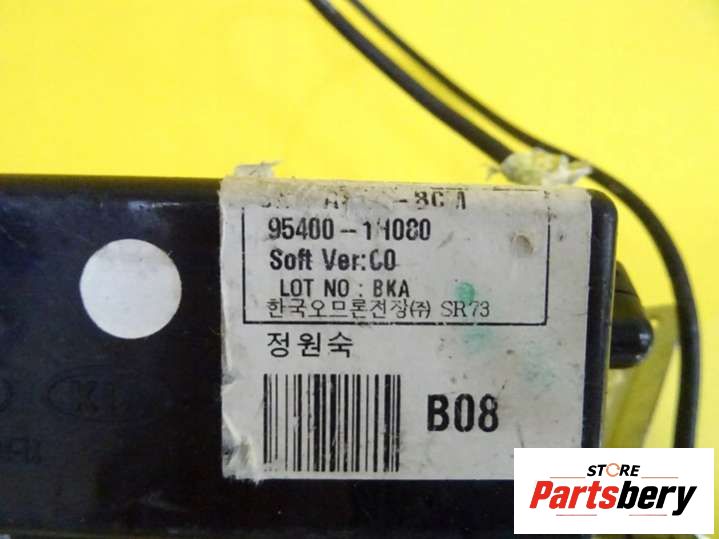 95400-1H080
Soft Ver:C0
LOT NO : BKA
한국오므론전장(주) SR73
정원숙
B08
KI
STORE
Partsbery